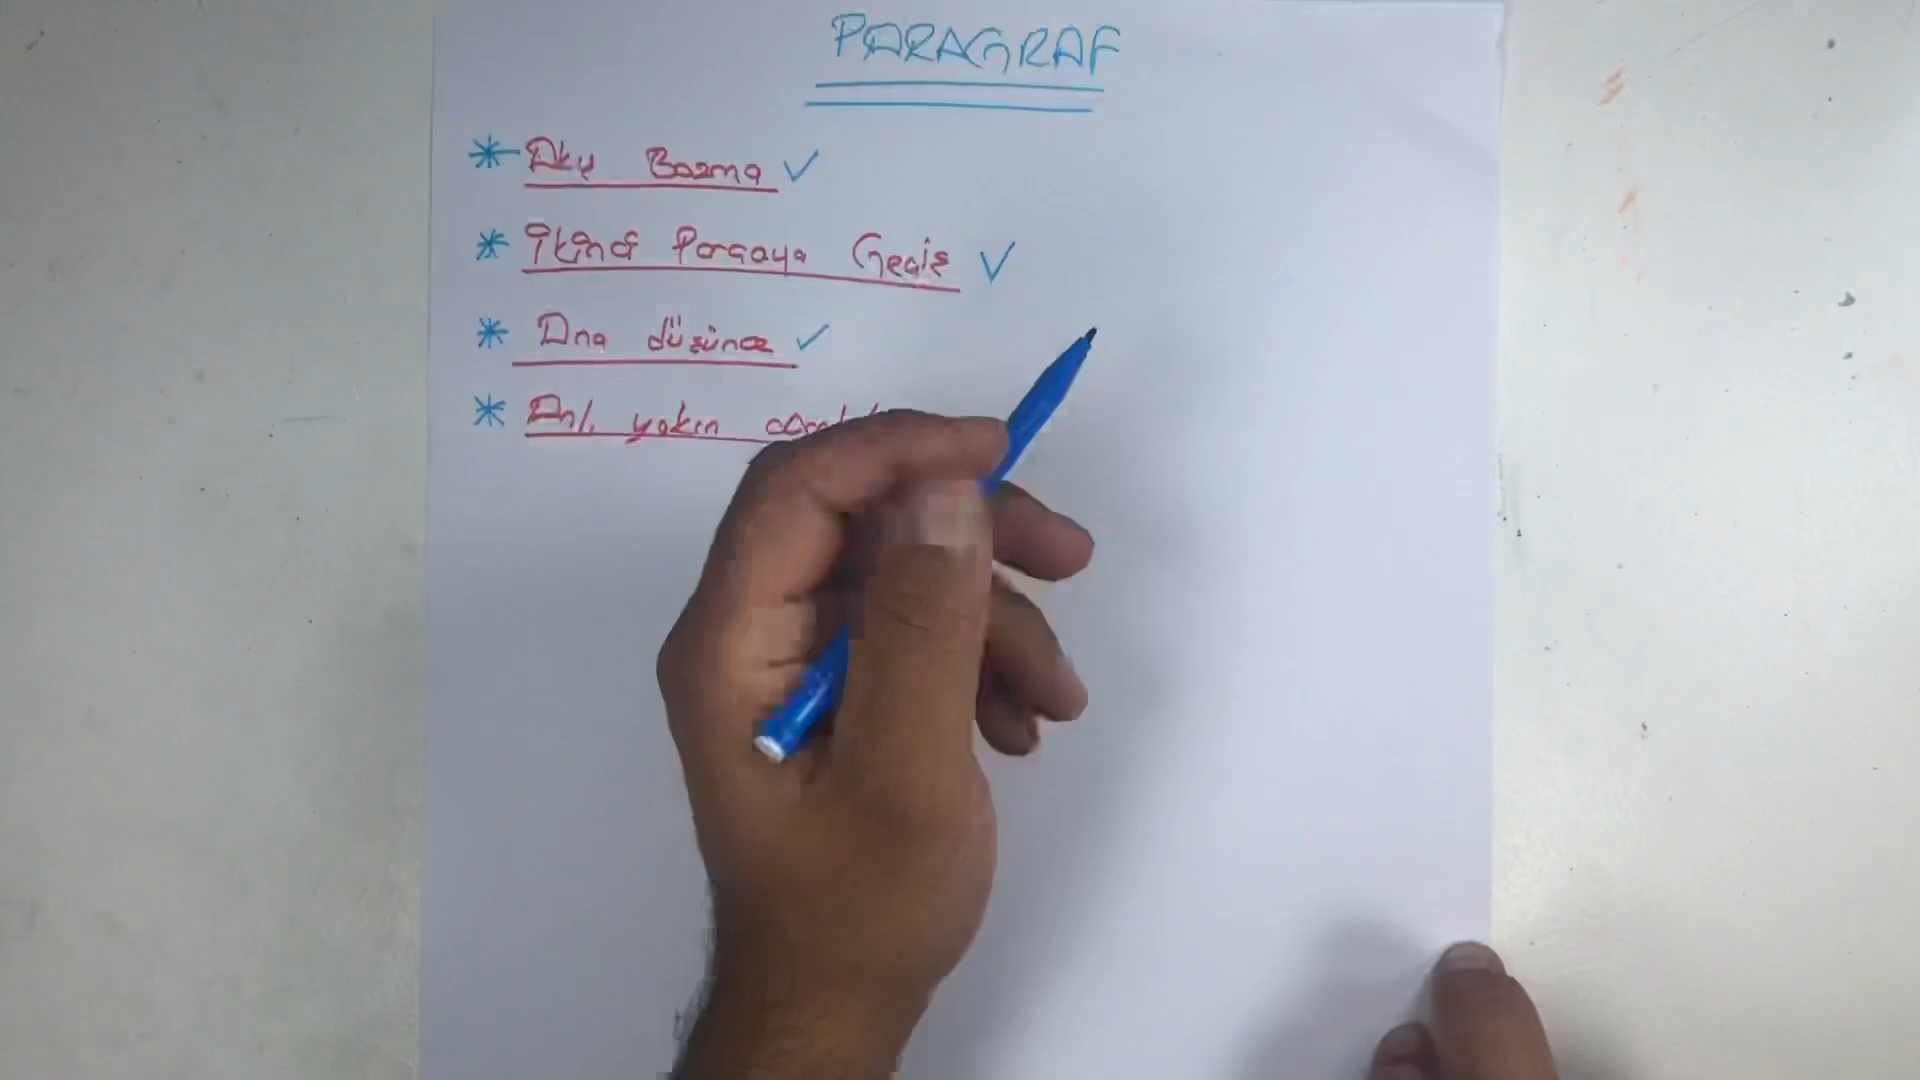 PARAGRAF
* Akış Bozma ✓
* İkinci Parçaya Geçiş ✓
* Ana düşünce ✓
* Anl. yakın